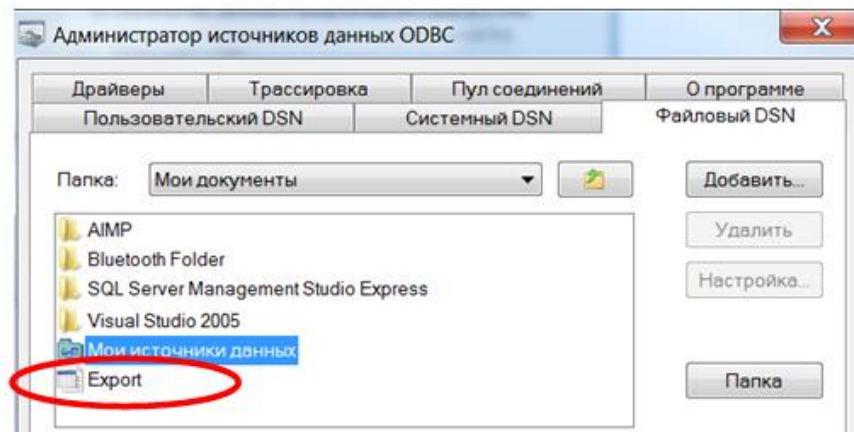 Администратор источников данных ODBC
X
Драйверы Трассировка Пул соединений О программе
Пользовательский DSN Системный DSN Файловый DSN
Папка: Мои документы Добавить...
AIMP Удалить
Bluetooth Folder
SQL Server Management Studio Express Настройка...
Visual Studio 2005
Мои источники данных
Export Папка